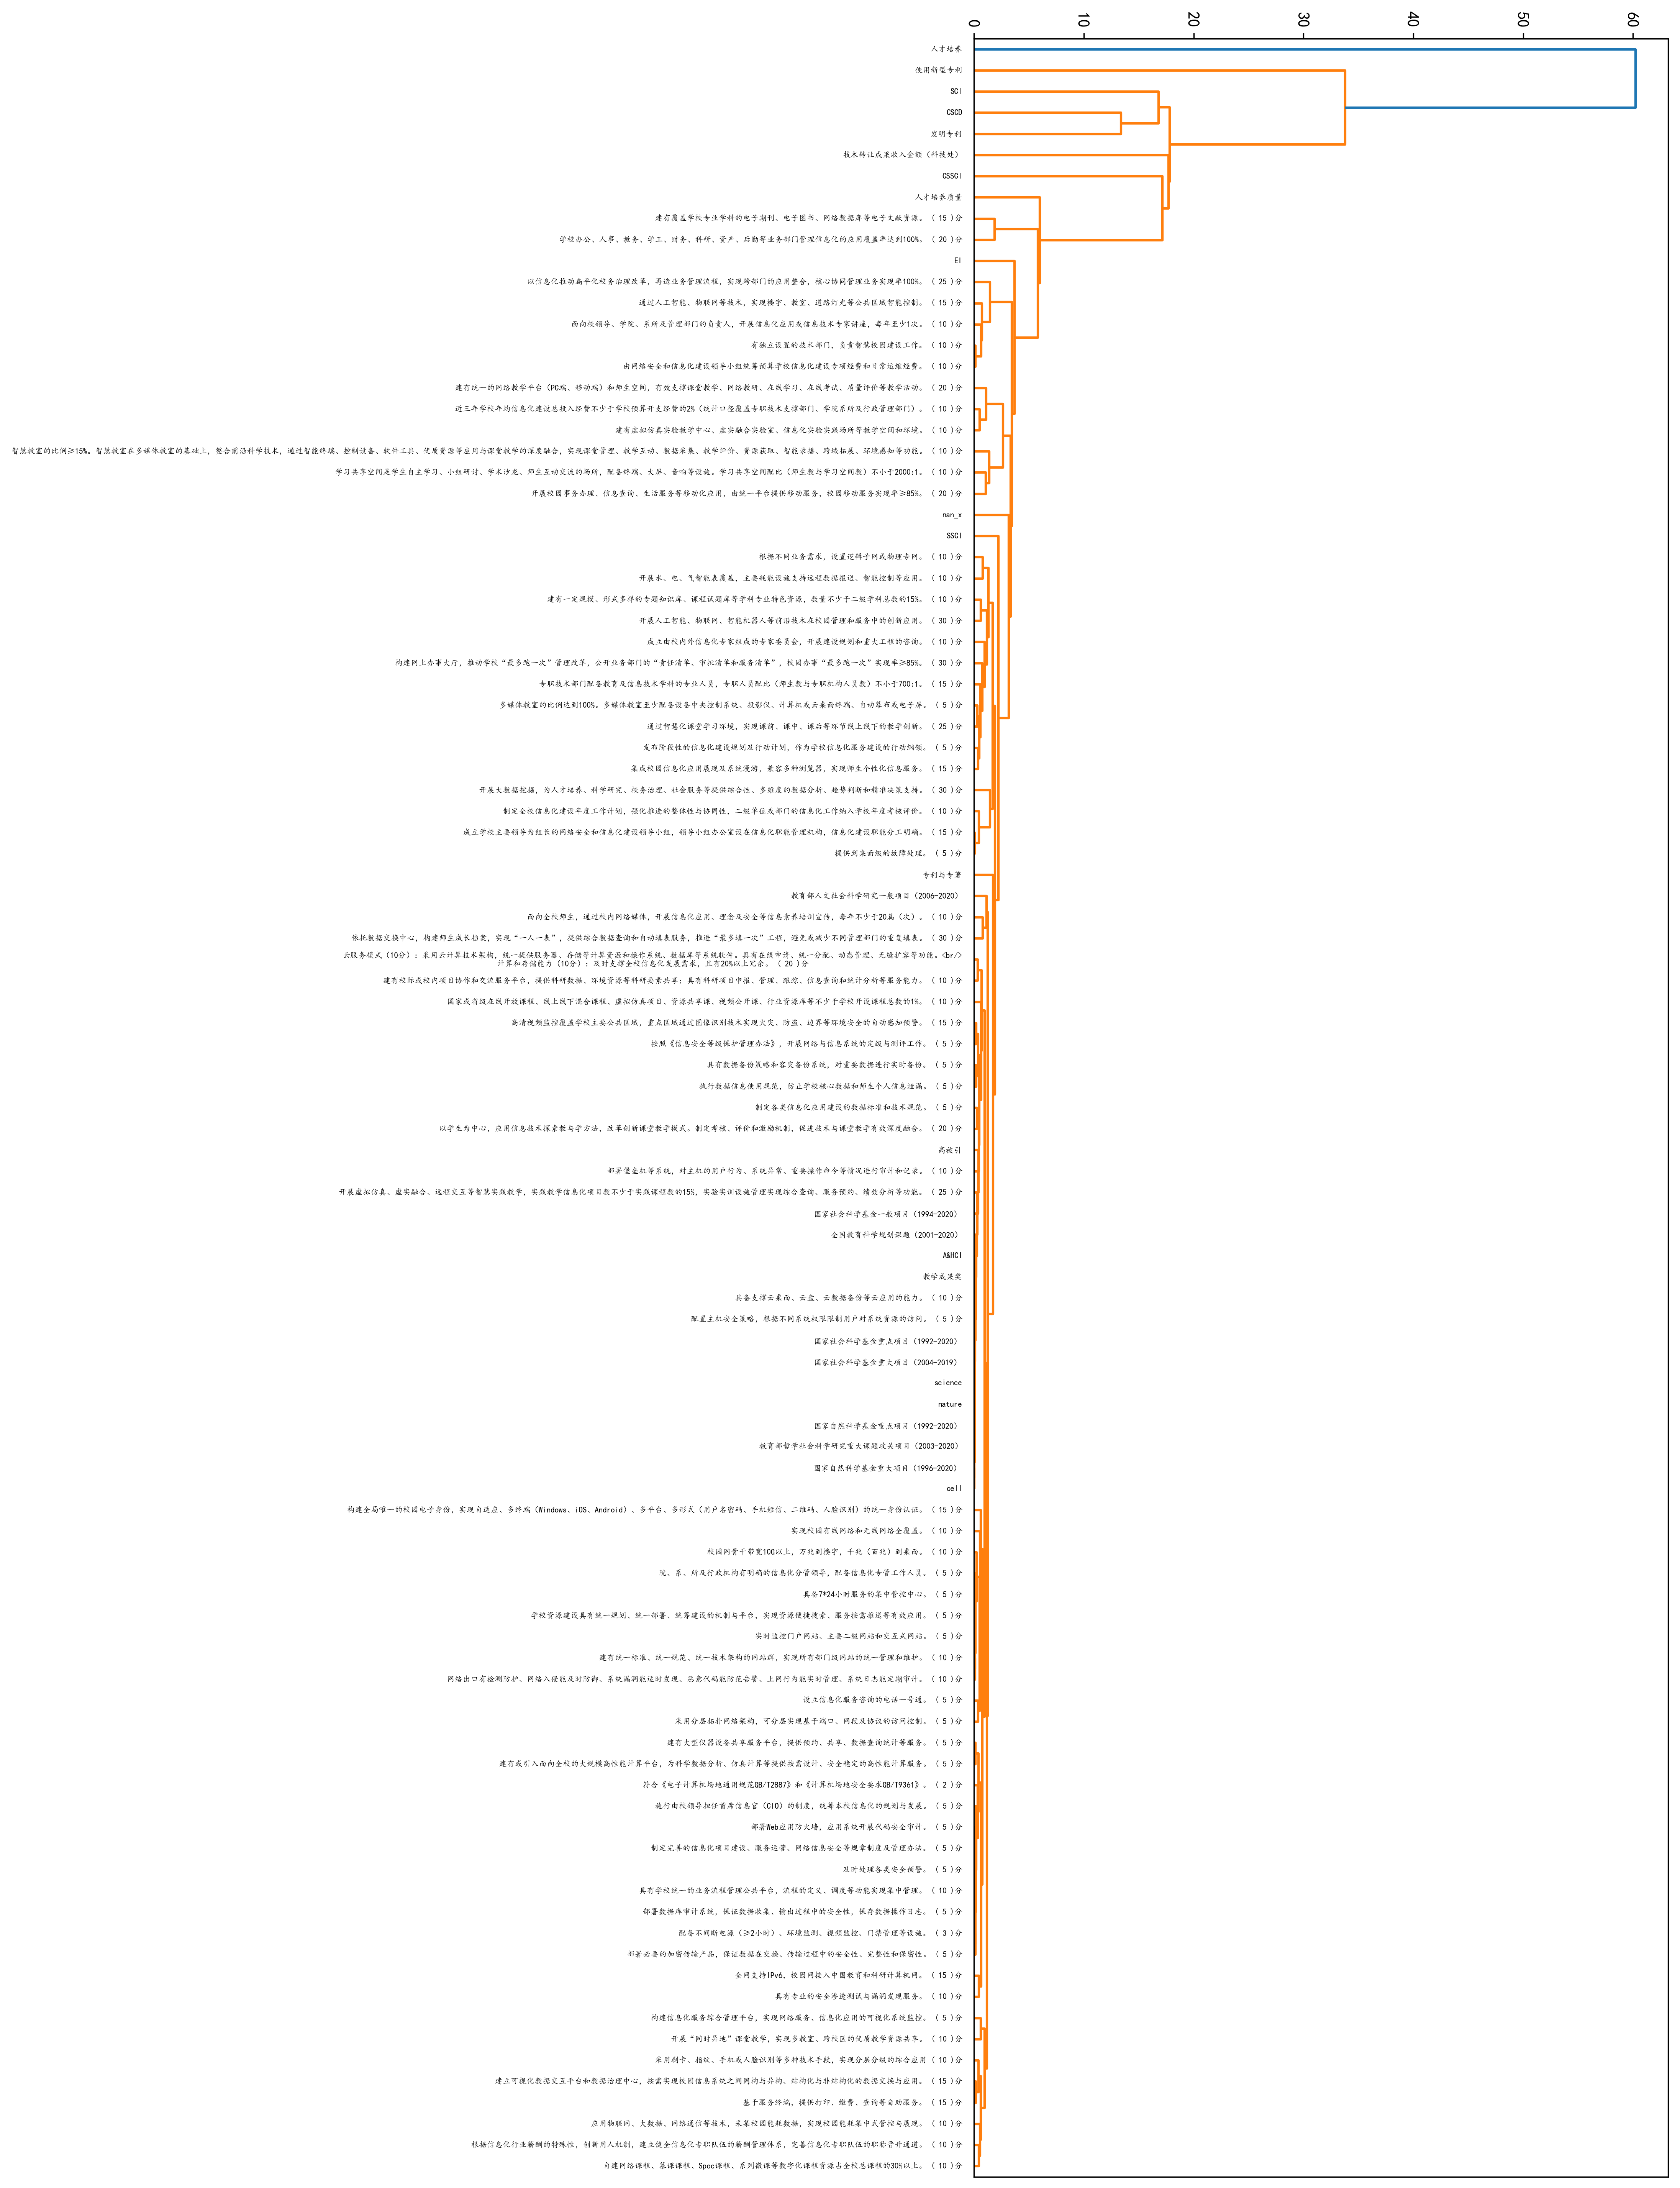 0 10 20 30 40 50 60
人才培养
使用新型专利
SCI
CSCD
发明专利
技术转让成果收入金额（科技处）
CSSCI
人才培养质量
建有覆盖学校专业学科的电子期刊、电子图书、网络数据库等电子文献资源。（ 15 ）分
学校办公、人事、教务、学工、财务、科研、资产、后勤等业务部门管理信息化的应用覆盖率达到100%。（ 20 ）分
EI
以信息化推动扁平化校务治理改革，再造业务管理流程，实现跨部门的应用整合，核心协同管理业务实现率100%。（ 25 ）分
通过人工智能、物联网等技术，实现楼宇、教室、道路灯光等公共区域智能控制。（ 15 ）分
面向校领导、学院、系所及管理部门的负责人，开展信息化应用或信息技术专家讲座，每年至少1次。（ 10 ）分
有独立设置的技术部门，负责智慧校园建设工作。（ 10 ）分
由网络安全和信息化建设领导小组统筹预算学校信息化建设专项经费和日常运维经费。（ 10 ）分
建有统一的网络教学平台（PC端、移动端）和师生空间，有效支撑课堂教学、网络教研、在线学习、在线考试、质量评价等教学活动。（ 20 ）分
近三年学校年均信息化建设总投入经费不少于学校预算开支经费的2%（统计口径覆盖专职技术支撑部门、学院系所及行政管理部门）。（ 10 ）分
建有虚拟仿真实验教学中心、虚实融合实验室、信息化实验实践场所等教学空间和环境。（ 10 ）分
智慧教室的比例≥15%。智慧教室在多媒体教室的基础上，整合前沿科学技术，通过智能终端、控制设备、软件工具、优质资源等应用与课堂教学的深度融合，实现课堂管理、教学互动、数据采集、教学评价、资源获取、智能录播、跨域拓展、环境感知等功能。（ 10 ）分
学习共享空间是学生自主学习、小组研讨、学术沙龙、师生互动交流的场所，配备终端、大屏、音响等设施。学习共享空间配比（师生数与学习空间数）不小于2000:1。（ 10 ）分
开展校园事务办理、信息查询、生活服务等移动化应用，由统一平台提供移动服务，校园移动服务实现率≥85%。（ 20 ）分
nan_x
SSCI
根据不同业务需求，设置逻辑子网或物理专网。（ 10 ）分
开展水、电、气智能表覆盖，主要耗能设施支持远程数据报送、智能控制等应用。（ 10 ）分
建有一定规模、形式多样的专题知识库、课程试题库等学科专业特色资源，数量不少于二级学科总数的15%。（ 10 ）分
开展人工智能、物联网、智能机器人等前沿技术在校园管理和服务中的创新应用。（ 30 ）分
成立由校内外信息化专家组成的专家委员会，开展建设规划和重大工程的咨询。（ 10 ）分
构建网上办事大厅，推动学校“最多跑一次”管理改革，公开业务部门的“责任清单、审批清单和服务清单”，校园办事“最多跑一次”实现率≥85%。（ 30 ）分
专职技术部门配备教育及信息技术学科的专业人员，专职人员配比（师生数与专职机构人员数）不小于700:1。（ 15 ）分
多媒体教室的比例达到100%。多媒体教室至少配备设备中央控制系统、投影仪、计算机或云桌面终端、自动幕布或电子屏。（ 5 ）分
通过智慧化课堂学习环境，实现课前、课中、课后等环节线上线下的教学创新。（ 25 ）分
发布阶段性的信息化建设规划及行动计划，作为学校信息化服务建设的行动纲领。（ 5 ）分
集成校园信息化应用展现及系统漫游，兼容多种浏览器，实现师生个性化信息服务。（ 15 ）分
开展大数据挖掘，为人才培养、科学研究、校务治理、社会服务等提供综合性、多维度的数据分析、趋势判断和精准决策支持。（ 30 ）分
制定全校信息化建设年度工作计划，强化推进的整体性与协同性，二级单位或部门的信息化工作纳入学校年度考核评价。（ 10 ）分
成立学校主要领导为组长的网络安全和信息化建设领导小组，领导小组办公室设在信息化职能管理机构，信息化建设职能分工明确。（ 15 ）分
提供到桌面级的故障处理。（ 5 ）分
专利与专著
教育部人文社会科学研究一般项目（2006-2020）
面向全校师生，通过校内网络媒体，开展信息化应用、理念及安全等信息素养培训宣传，每年不少于20篇（次）。（ 10 ）分
依托数据交换中心，构建师生成长档案，实现“一人一表”，提供综合数据查询和自动填表服务，推进“最多填一次”工程，避免或减少不同管理部门的重复填表。（ 30 ）分
云服务模式（10分）：采用云计算技术架构，统一提供服务器、存储等计算资源和操作系统、数据库等系统软件。具有在线申请、统一分配、动态管理、无缝扩容等功能。<br/>
计算和存储能力（10分）：及时支撑全校信息化发展需求，且有20%以上冗余。（ 20 ）分
建有校际或校内项目协作和交流服务平台，提供科研数据、环境资源等科研要素共享；具有科研项目申报、管理、跟踪、信息查询和统计分析等服务能力。（ 10 ）分
国家或省级在线开放课程、线上线下混合课程、虚拟仿真项目、资源共享课、视频公开课、行业资源库等不少于学校开设课程总数的1%。（ 10 ）分
高清视频监控覆盖学校主要公共区域，重点区域通过图像识别技术实现火灾、防盗、边界等环境安全的自动感知预警。（ 15 ）分
按照《信息安全等级保护管理办法》，开展网络与信息系统的定级与测评工作。（ 5 ）分
具有数据备份策略和容灾备份系统，对重要数据进行实时备份。（ 5 ）分
执行数据信息使用规范，防止学校核心数据和师生个人信息泄漏。（ 5 ）分
制定各类信息化应用建设的数据标准和技术规范。（ 5 ）分
以学生为中心，应用信息技术探索教与学方法，改革创新课堂教学模式。制定考核、评价和激励机制，促进技术与课堂教学有效深度融合。（ 20 ）分
高被引
部署堡垒机等系统，对主机的用户行为、系统异常、重要操作命令等情况进行审计和记录。（ 10 ）分
开展虚拟仿真、虚实融合、远程交互等智慧实践教学，实践教学信息化项目数不少于实践课程数的15%，实验实训设施管理实现综合查询、服务预约、绩效分析等功能。（ 25 ）分
国家社会科学基金一般项目（1994-2020）
全国教育科学规划课题（2001-2020）
A&HCI
教学成果奖
具备支撑云桌面、云盘、云数据备份等云应用的能力。（ 10 ）分
配置主机安全策略，根据不同系统权限限制用户对系统资源的访问。（ 5 ）分
国家社会科学基金重点项目（1992-2020）
国家社会科学基金重大项目（2004-2019）
science
nature
国家自然科学基金重点项目（1992-2020）
教育部哲学社会科学研究重大课题攻关项目（2003-2020）
国家自然科学基金重大项目（1996-2020）
cell
构建全局唯一的校园电子身份，实现自适应、多终端（Windows、iOS、Android）、多平台、多形式（用户名密码、手机短信、二维码、人脸识别）的统一身份认证。（ 15 ）分
实现校园有线网络和无线网络全覆盖。（ 10 ）分
校园网骨干带宽10G以上，万兆到楼宇，千兆（百兆）到桌面。（ 10 ）分
院、系、所及行政机构有明确的信息化分管领导，配备信息化专管工作人员。（ 5 ）分
具备7*24小时服务的集中管控中心。（ 5 ）分
学校资源建设具有统一规划、统一部署、统筹建设的机制与平台，实现资源便捷搜索、服务按需推送等有效应用。（ 5 ）分
实时监控门户网站、主要二级网站和交互式网站。（ 5 ）分
建有统一标准、统一规范、统一技术架构的网站群，实现所有部门级网站的统一管理和维护。（ 10 ）分
网络出口有检测防护、网络入侵能及时防御、系统漏洞能适时发现、恶意代码能防范告警、上网行为能实时管理、系统日志能定期审计。（ 10 ）分
设立信息化服务咨询的电话一号通。（ 5 ）分
采用分层拓扑网络架构，可分层实现基于端口、网段及协议的访问控制。（ 5 ）分
建有大型仪器设备共享服务平台，提供预约、共享、数据查询统计等服务。（ 5 ）分
建有或引入面向全校的大规模高性能计算平台，为科学数据分析、仿真计算等提供按需设计、安全稳定的高性能计算服务。（ 5 ）分
符合《电子计算机场地通用规范GB/T2887》和《计算机场地安全要求GB/T9361》。（ 2 ）分
施行由校领导担任首席信息官（CIO）的制度，统筹本校信息化的规划与发展。（ 5 ）分
部署Web应用防火墙，应用系统开展代码安全审计。（ 5 ）分
制定完善的信息化项目建设、服务运营、网络信息安全等规章制度及管理办法。（ 5 ）分
及时处理各类安全预警。（ 5 ）分
具有学校统一的业务流程管理公共平台，流程的定义、调度等功能实现集中管理。（ 10 ）分
部署数据库审计系统，保证数据收集、输出过程中的安全性，保存数据操作日志。（ 5 ）分
配备不间断电源（≥2小时）、环境监测、视频监控、门禁管理等设施。（ 3 ）分
部署必要的加密传输产品，保证数据在交换、传输过程中的安全性、完整性和保密性。（ 5 ）分
全网支持IPv6，校园网接入中国教育和科研计算机网。（ 15 ）分
具有专业的安全渗透测试与漏洞发现服务。（ 10 ）分
构建信息化服务综合管理平台，实现网络服务、信息化应用的可视化系统监控。（ 5 ）分
开展“同时异地”课堂教学，实现多教室、跨校区的优质教学资源共享。（ 10 ）分
采用刷卡、指纹、手机或人脸识别等多种技术手段，实现分层分级的综合应用（ 10 ）分
建立可视化数据交互平台和数据治理中心，按需实现校园信息系统之间同构与异构、结构化与非结构化的数据交换与应用。（ 15 ）分
基于服务终端，提供打印、缴费、查询等自助服务。（ 15 ）分
应用物联网、大数据、网络通信等技术，采集校园能耗数据，实现校园能耗集中式管控与展现。（ 10 ）分
根据信息化行业薪酬的特殊性，创新用人机制，建立健全信息化专职队伍的薪酬管理体系，完善信息化专职队伍的职称晋升通道。（ 10 ）分
自建网络课程、慕课课程、Spoc课程、系列微课等数字化课程资源占全校总课程的30%以上。（ 10 ）分